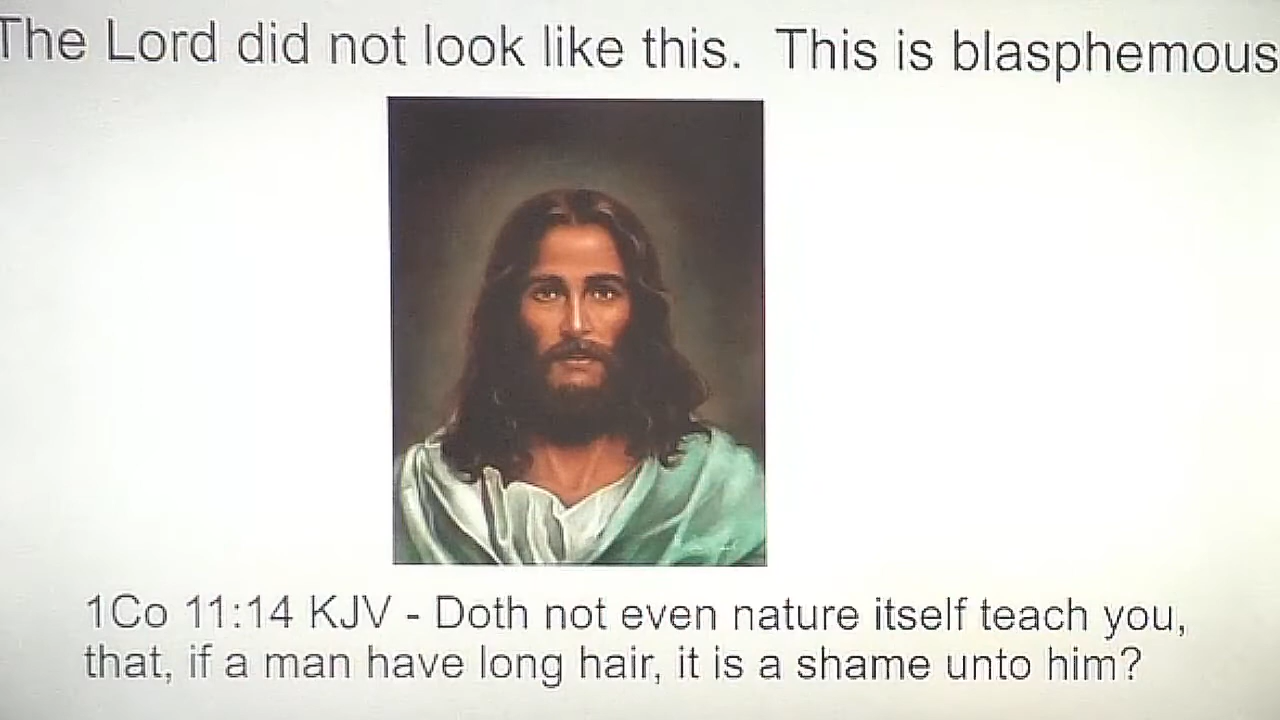 The Lord did not look like this. This is blasphemous
1Co 11:14 KJV - Doth not even nature itself teach you,
that, if a man have long hair, it is a shame unto him?